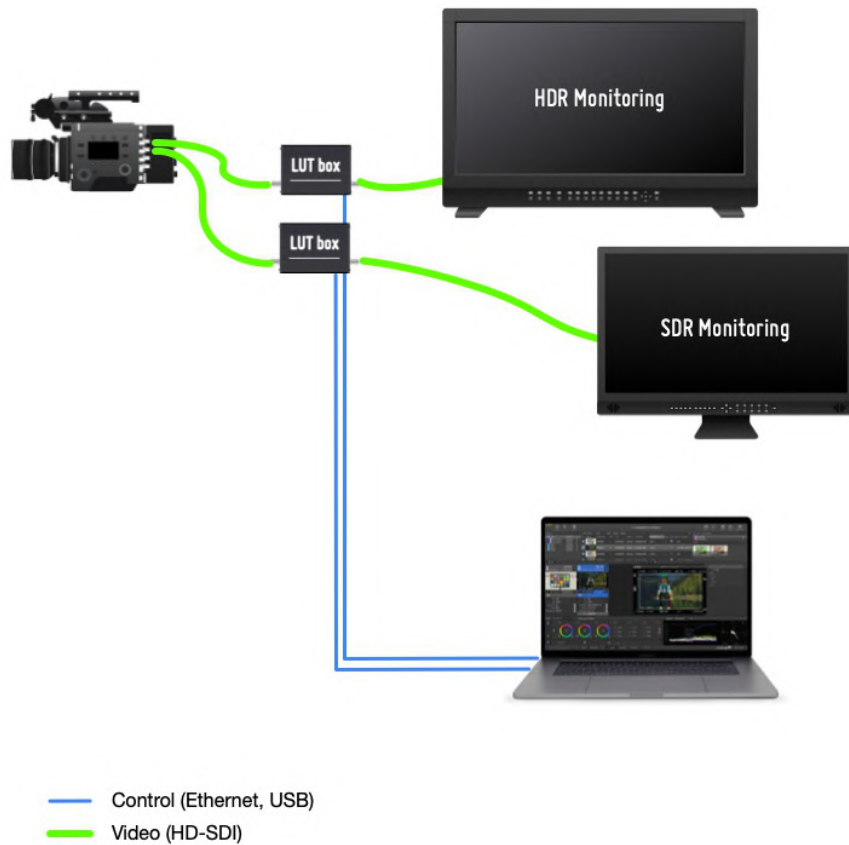 HDR Monitoring
LUT box
LUT box
SDR Monitoring
Control (Ethernet, USB)
Video (HD-SDI)